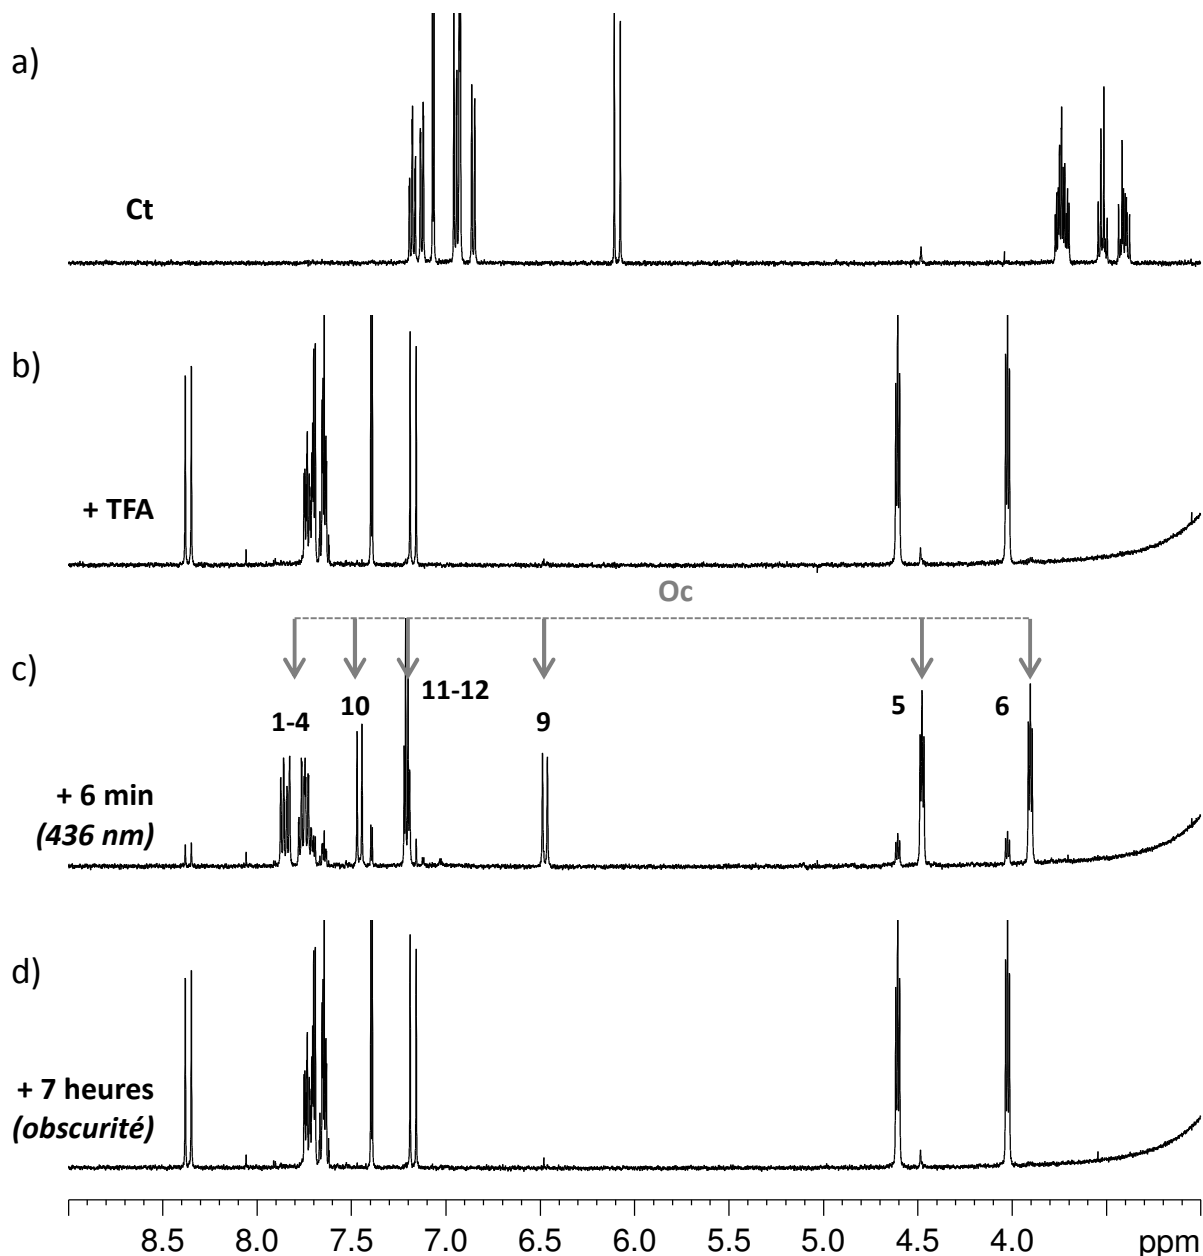 a)
Ct
b)
+ TFA
Oc
c)
1-4
10
11-12
9
5
6
+ 6 min
(436 nm)
d)
+ 7 heures
(obscurité)
8.5 8.0 7.5 7.0 6.5 6.0 5.5 5.0 4.5 4.0 ppm